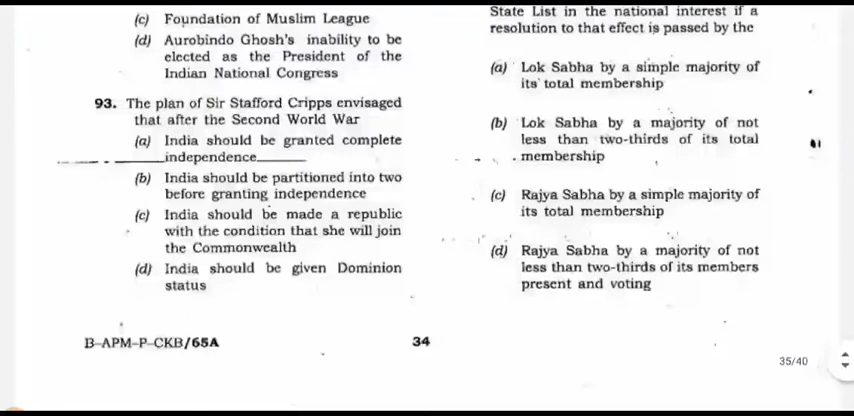 (c) Foundation of Muslim League
(d) Aurobindo Ghosh's inability to be
elected as the President of the
Indian National Congress
93. The plan of Sir Stafford Cripps envisaged
that after the Second World War
(a) India should be granted complete
independence
(b) India should be partitioned into two
before granting independence
(c) India should be made a republic
with the condition that she will join
the Commonwealth
(d) India should be given Dominion
status
State List in the national interest if a
resolution to that effect is passed by the
(a) Lok Sabha by a simple majority of
its total membership
(b) Lok Sabha by a majority of not
less than two-thirds of its total
membership
(c) Rajya Sabha by a simple majority of
its total membership
(d) Rajya Sabha by a majority of not
less than two-thirds of its members
present and voting
B-APM-P-CKB/65A
34
35/40